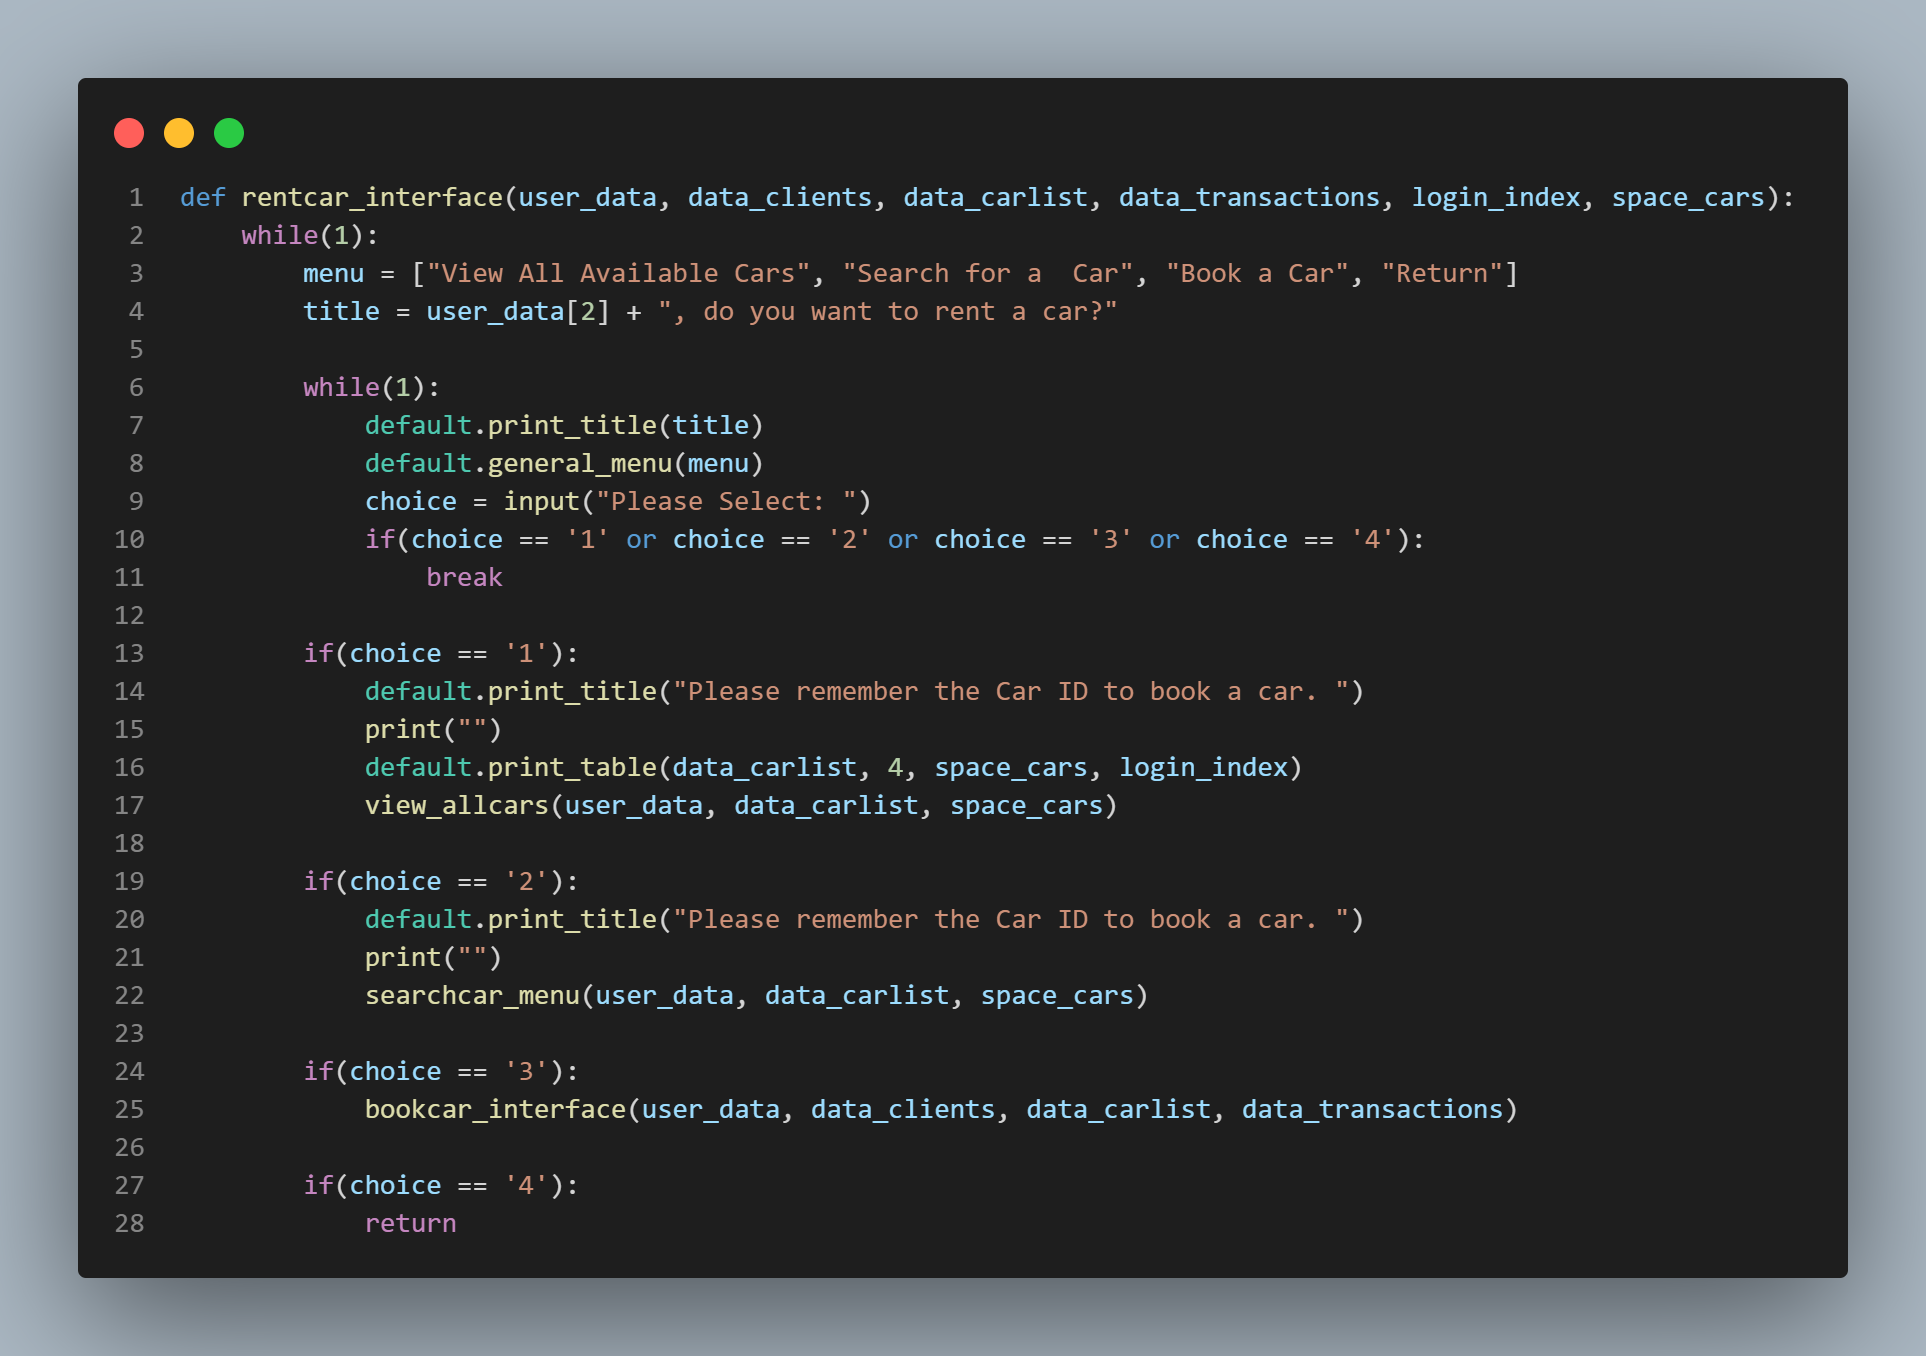 1 def rentcar_interface(user_data, data_clients, data_carlist, data_transactions, login_index, space_cars):
2     while(1):
3         menu = ["View All Available Cars", "Search for a  Car", "Book a Car", "Return"]
4         title = user_data[2] + ", do you want to rent a car?"
5
6         while(1):
7             default.print_title(title)
8             default.general_menu(menu)
9             choice = input("Please Select: ")
10             if(choice == '1' or choice == '2' or choice == '3' or choice == '4'):
11                 break
12
13         if(choice == '1'):
14             default.print_title("Please remember the Car ID to book a car. ")
15             print("")
16             default.print_table(data_carlist, 4, space_cars, login_index)
17             view_allcars(user_data, data_carlist, space_cars)
18
19         if(choice == '2'):
20             default.print_title("Please remember the Car ID to book a car. ")
21             print("")
22             searchcar_menu(user_data, data_carlist, space_cars)
23
24         if(choice == '3'):
25             bookcar_interface(user_data, data_clients, data_carlist, data_transactions)
26
27         if(choice == '4'):
28             return